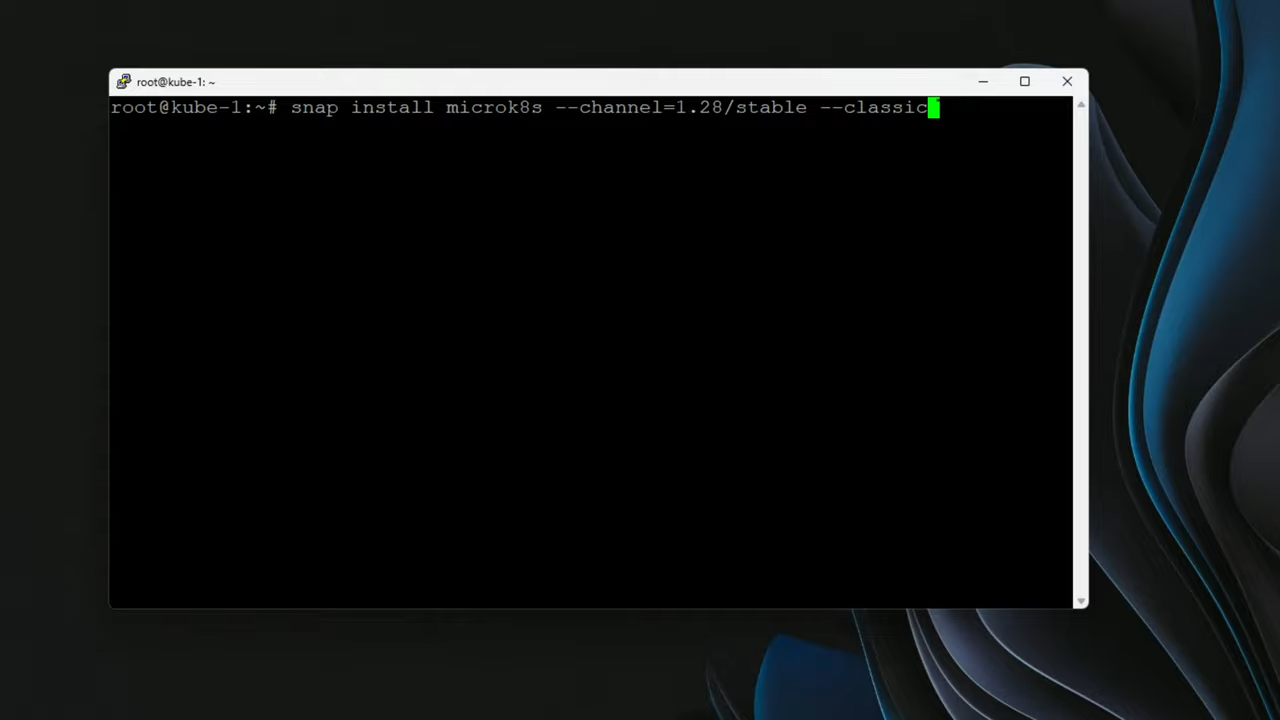 root@kube-1: ~
root@kube-1:~# snap install microk8s --channel=1.28/stable --classic